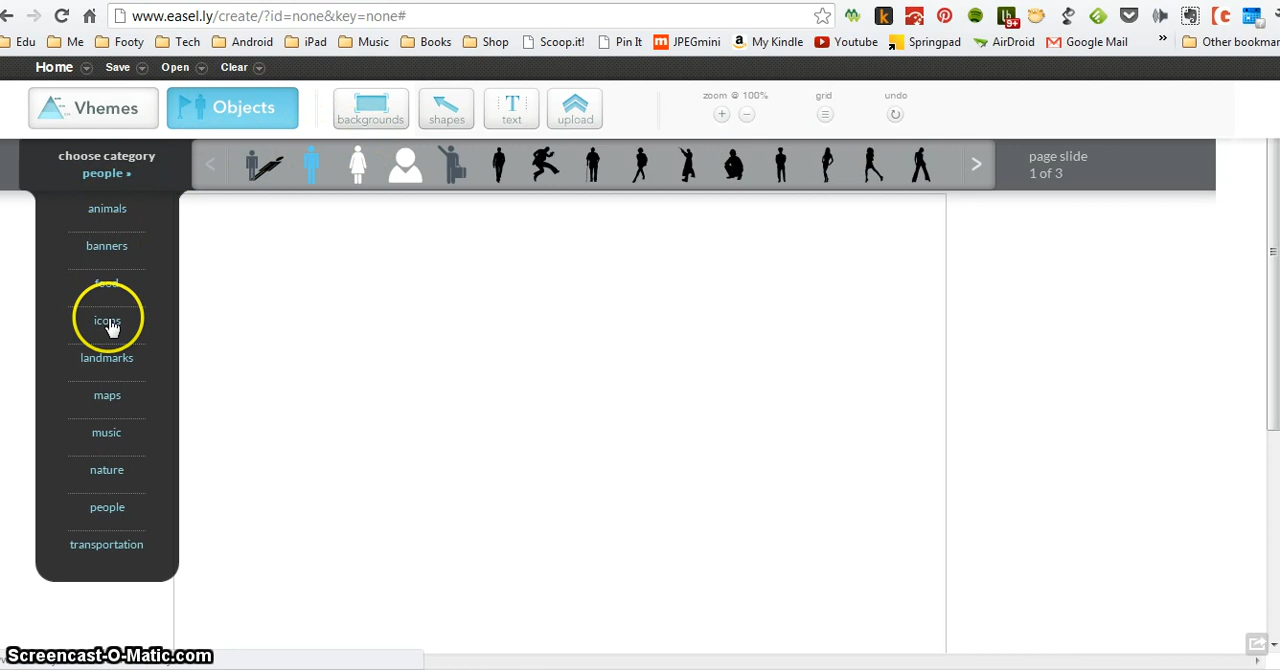 www.easel.ly/create/?id=none&key=none#
9+
Edu Me Footy Tech Android iPad Music Books Shop Scoop.it! Pin It JPEGmini My Kindle Youtube Springpad AirDroid Google Mail » Other bookmar
Home Save Open Clear
Vhemes Objects backgrounds shapes text upload zoom @ 100% grid undo
choose category
people »
page slide
1 of 3
animals
banners
food
icons
landmarks
maps
music
nature
people
transportation
Screencast-O-Matic.com